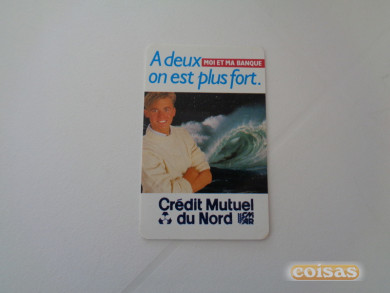 A deux MOI ET MA BANQUE
on est plus fort.
Crédit Mutuel
du Nord
coisas